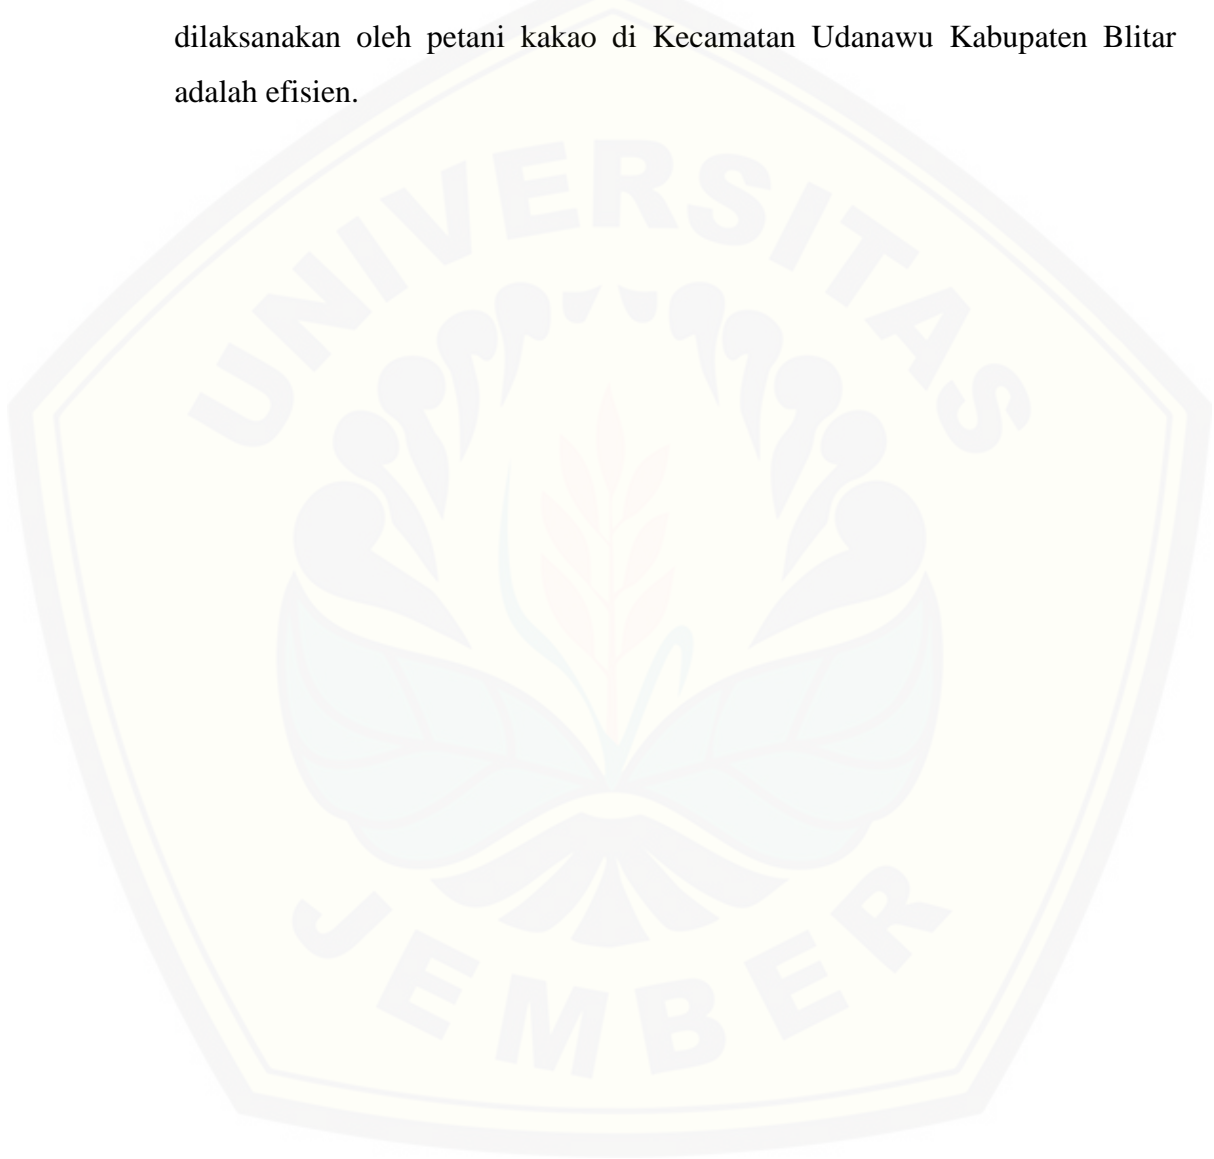 dilaksanakan oleh petani kakao di Kecamatan Udanawu Kabupaten Blitar
adalah efisien.
UNIVERSITAS
JEMBER